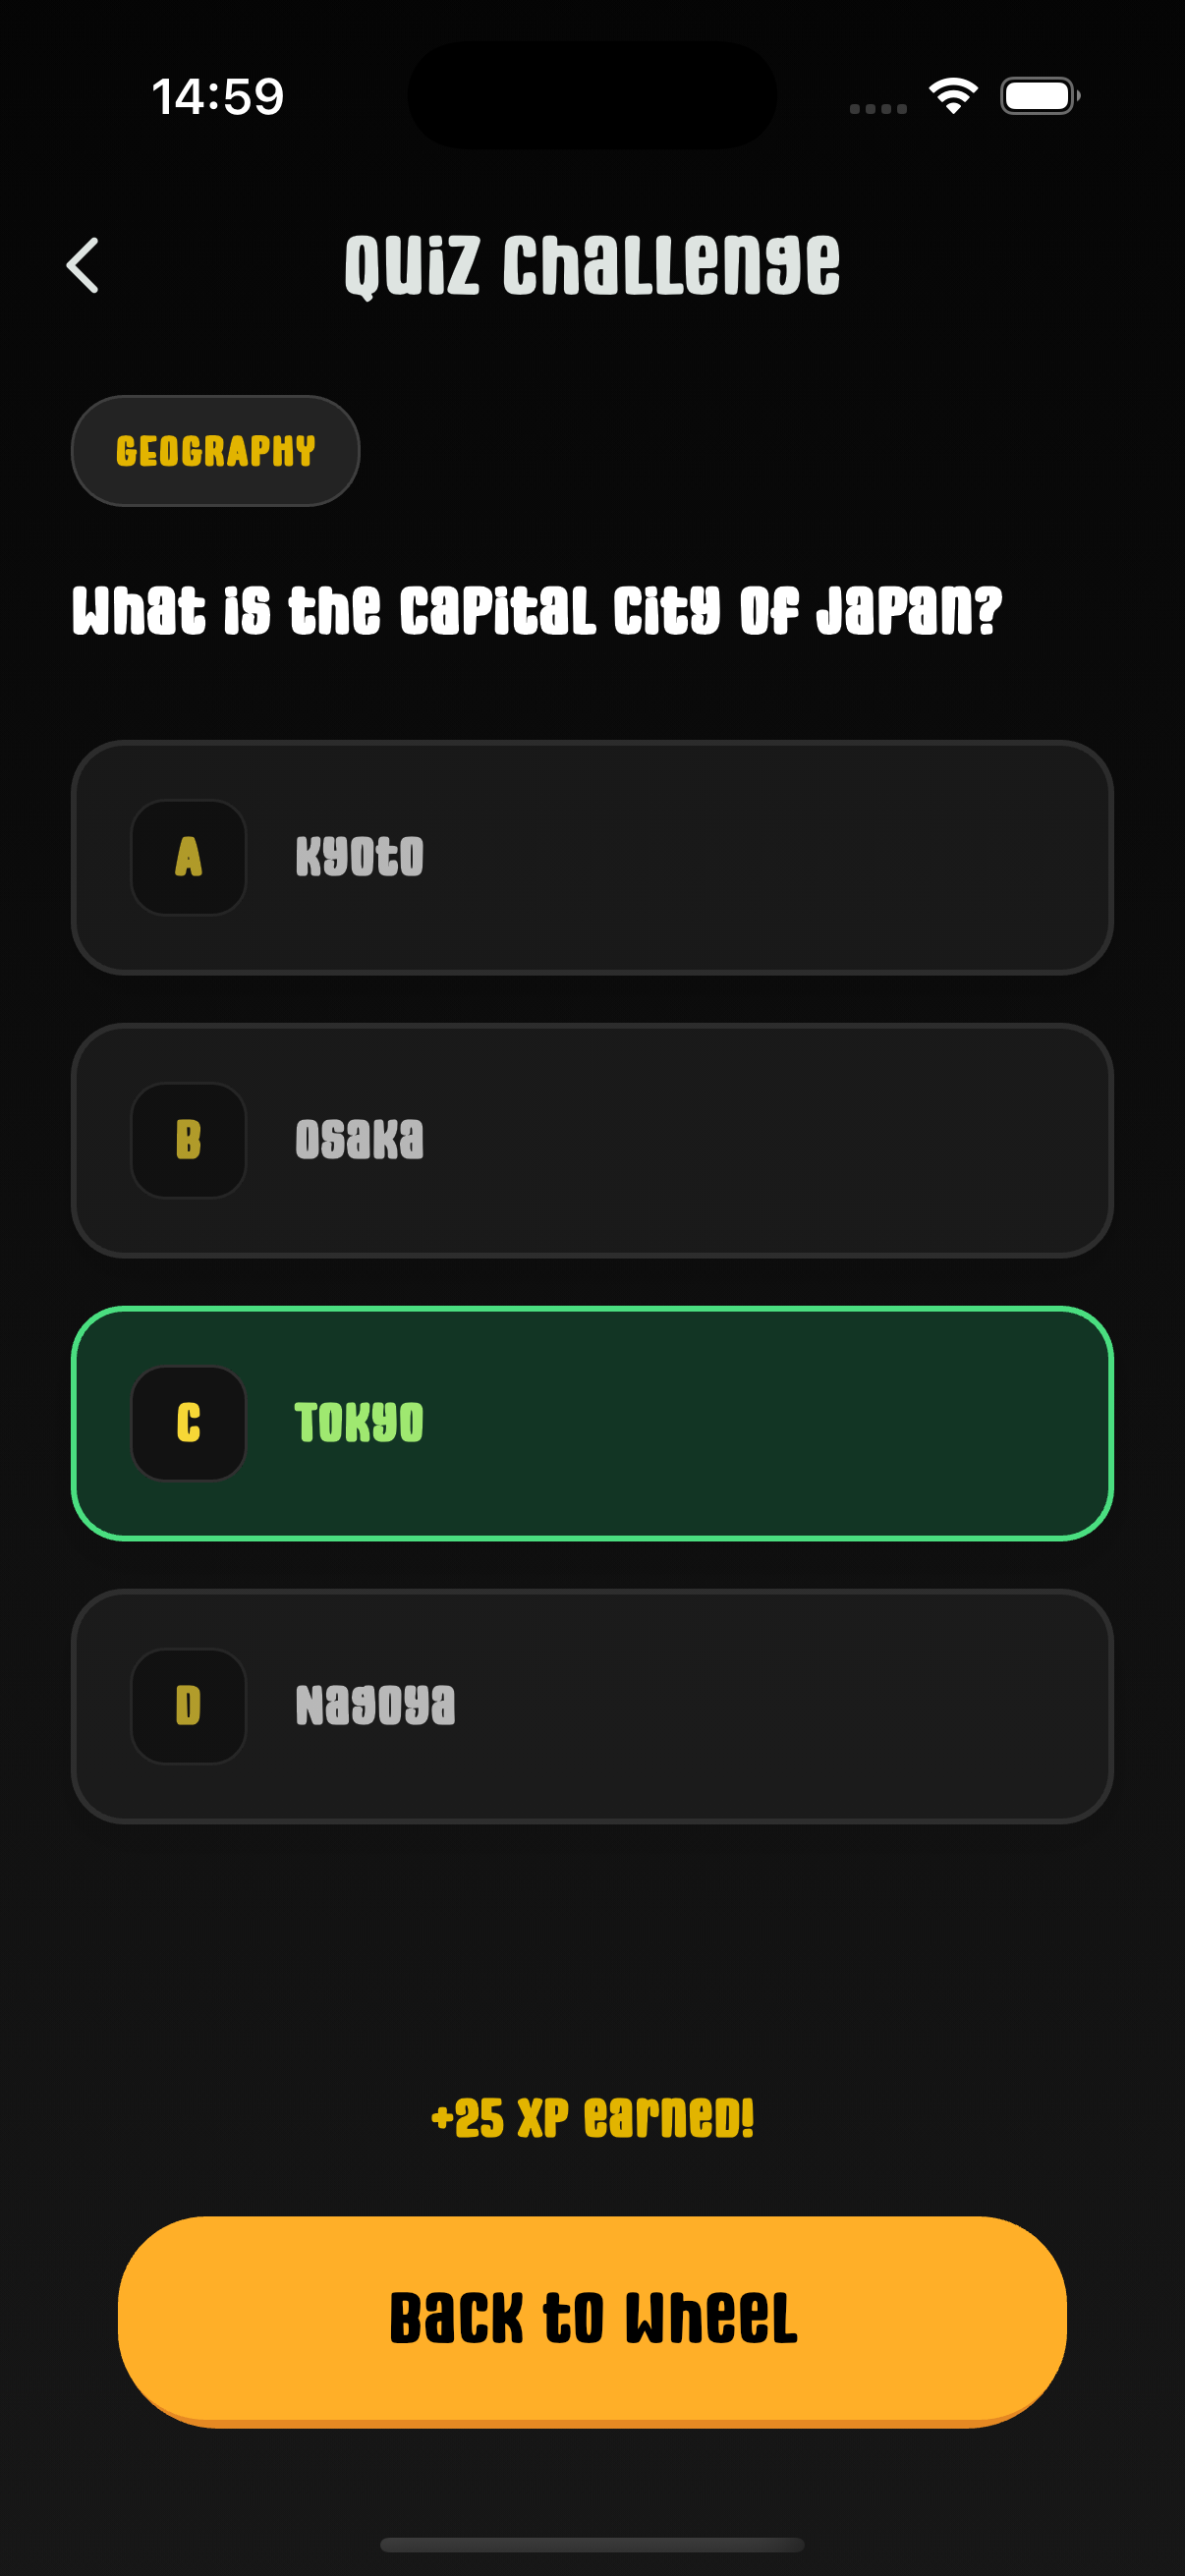 14:59
Quiz Challenge
GEOGRAPHY
What is the capital city of Japan?
A Kyoto
B Osaka
C Tokyo
D Nagoya
+25 XP earned!
Back to Wheel